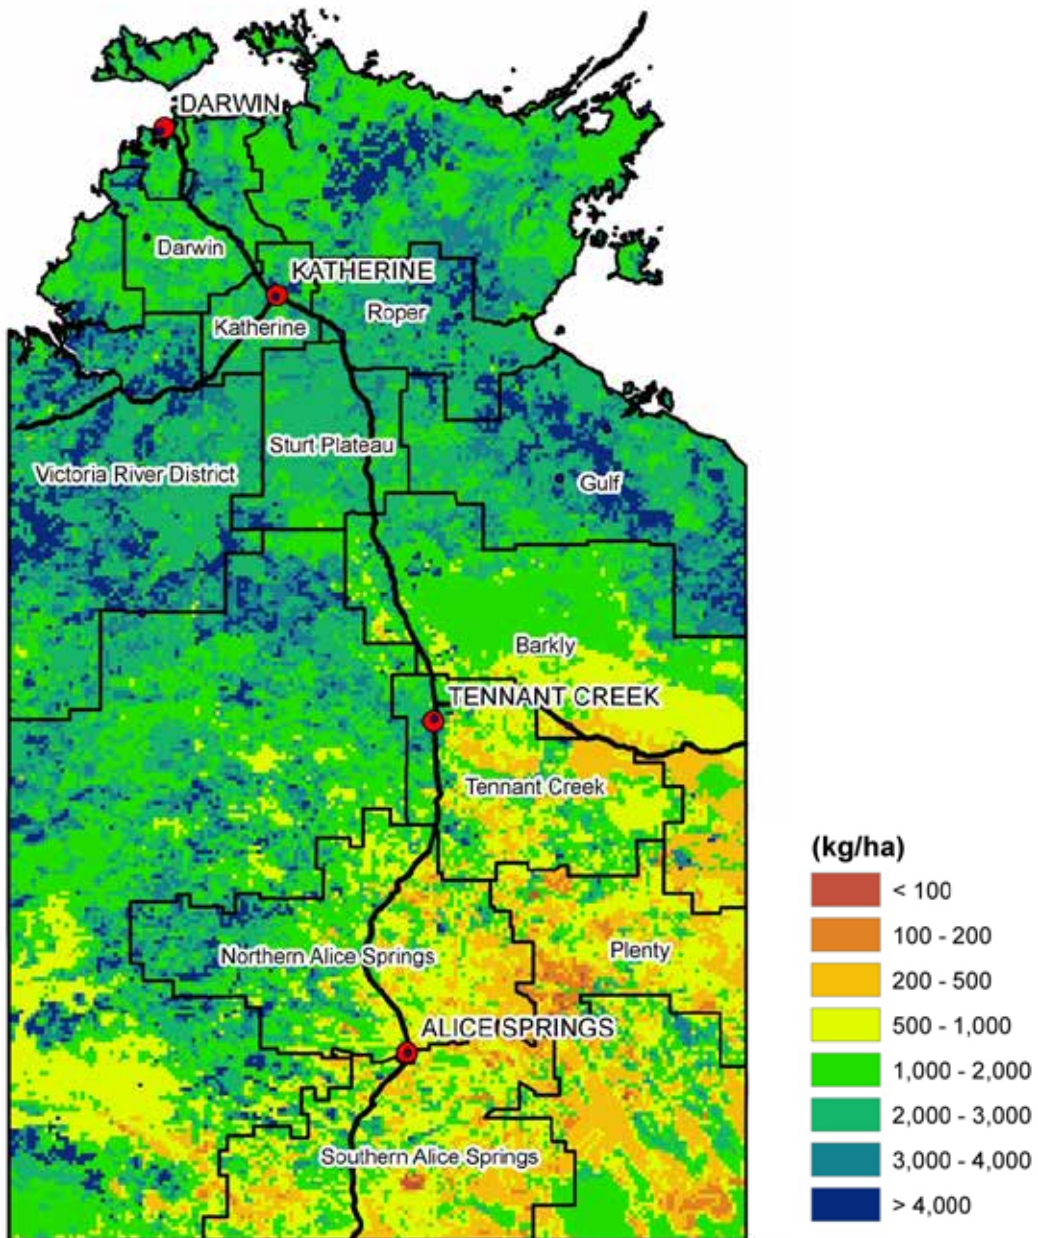 DARWIN
Darwin
KATHERINE
Roper
Katherine
Sturt Plateau
Victoria River District
Gulf
Barkly
TENNANT CREEK
Tennant Creek
Northern Alice Springs
Plenty
ALICE SPRINGS
Southern Alice Springs
(kg/ha)
< 100
100 - 200
200 - 500
500 - 1,000
1,000 - 2,000
2,000 - 3,000
3,000 - 4,000
> 4,000